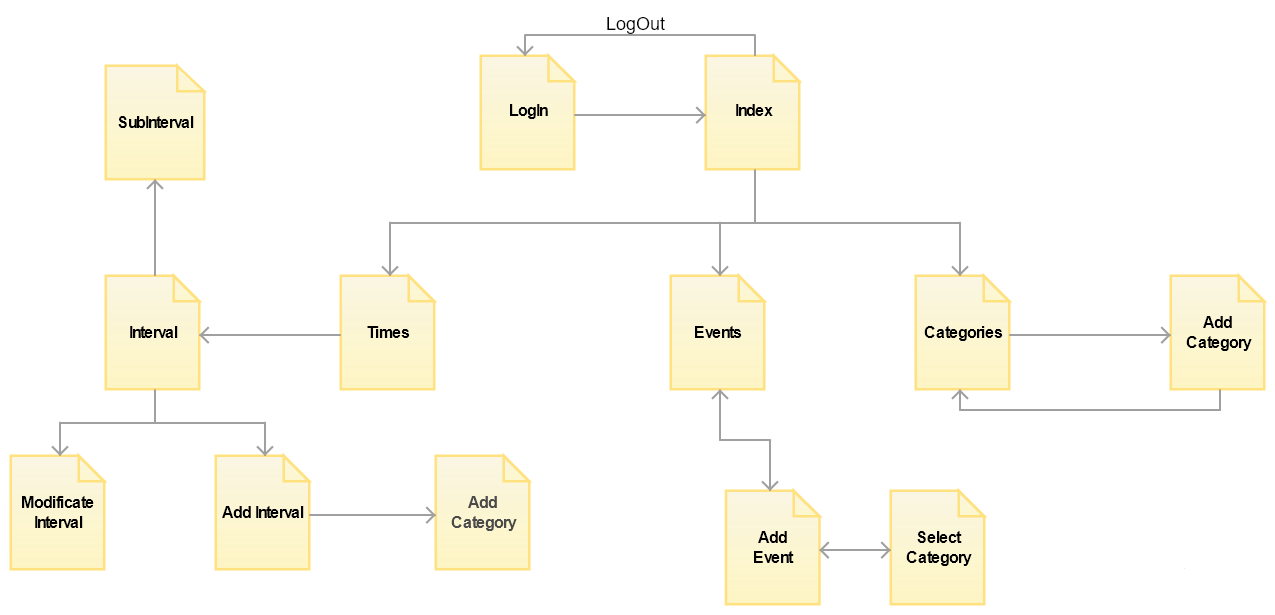 LogOut
LogIn
Index
SubInterval
Interval
Times
Events
Categories
Add
Category
Modificate
Interval
Add Interval
Add
Category
Add
Event
Select
Category